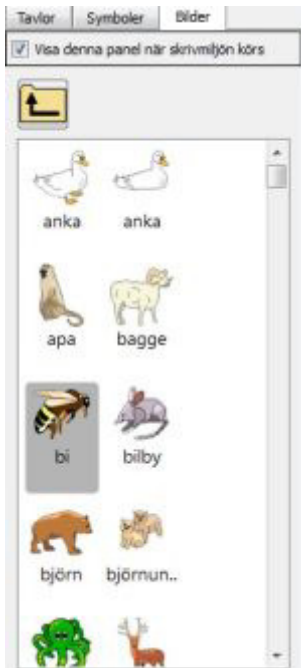 Tavlor Symboler Bilder
Visa denna panel när skrivmiljön körs
anka anka
apa bagge
bi bilby
björn björnun..